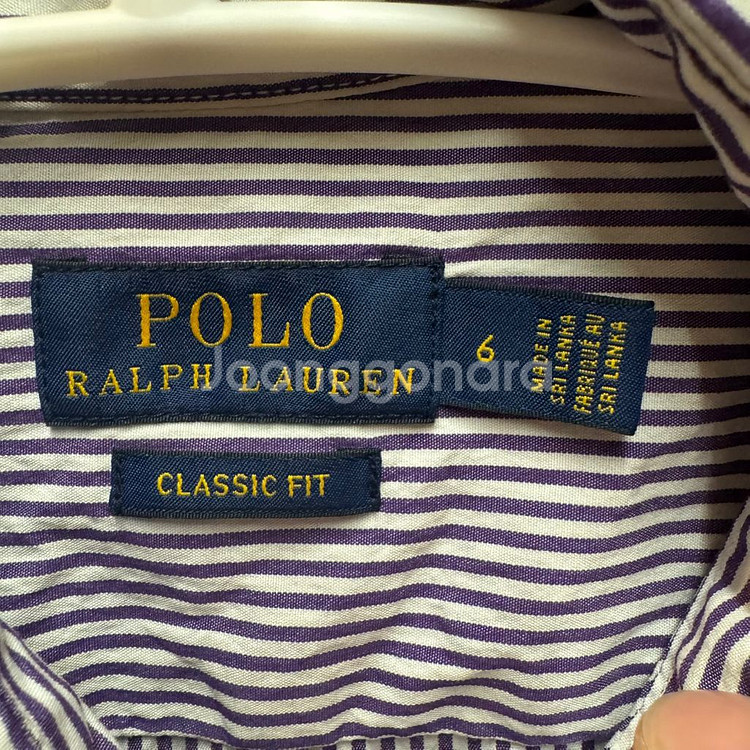 POLO
RALPH LAUREN
6
MADE IN
SRI LANKA
FABRIQUÉ AU
SRI LANKA
CLASSIC FIT
Joonggonara